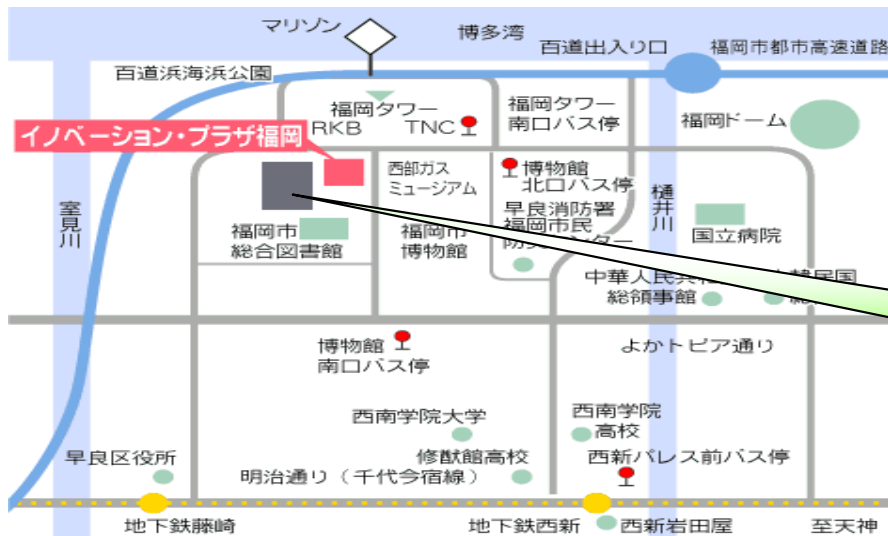 マリゾン
博多湾
百道出入り口
福岡市都市高速道路
百道浜海浜公園
福岡タワー
RKB TNC
福岡タワー
南口バス停
福岡ドーム
イノベーション・プラザ福岡
西部ガス
ミュージアム
博物館
北口バス停
早良消防署
福岡市民
室見川
樋井川
福岡市
総合図書館
福岡市
博物館
国立病院
中華人民共和
総領事館
博物館
南口バス停
よかトピア通り
西南学院大学
西南学院
高校
早良区役所
修猷館高校
西新パレス前バス停
明治通り（千代今宿線）
地下鉄藤崎
地下鉄西新
西新岩田屋
至天神